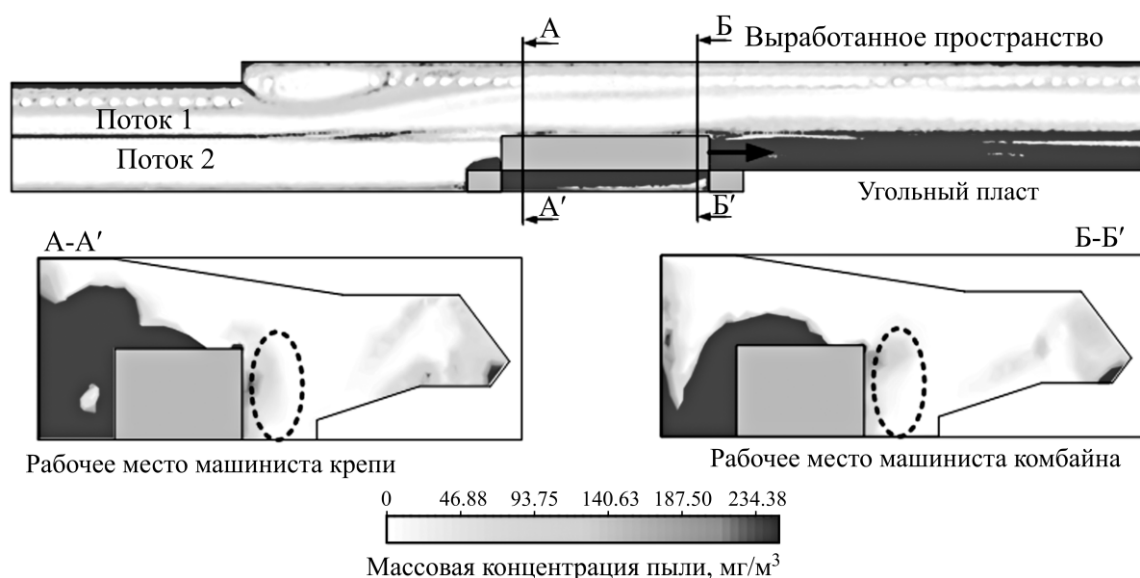 А
Б
Выработанное пространство
Поток 1
Поток 2
А′
Б′
Угольный пласт
А-А′
Б-Б′
Рабочее место машиниста крепи
Рабочее место машиниста комбайна
0 46.88 93.75 140.63 187.50 234.38
Массовая концентрация пыли, мг/м³